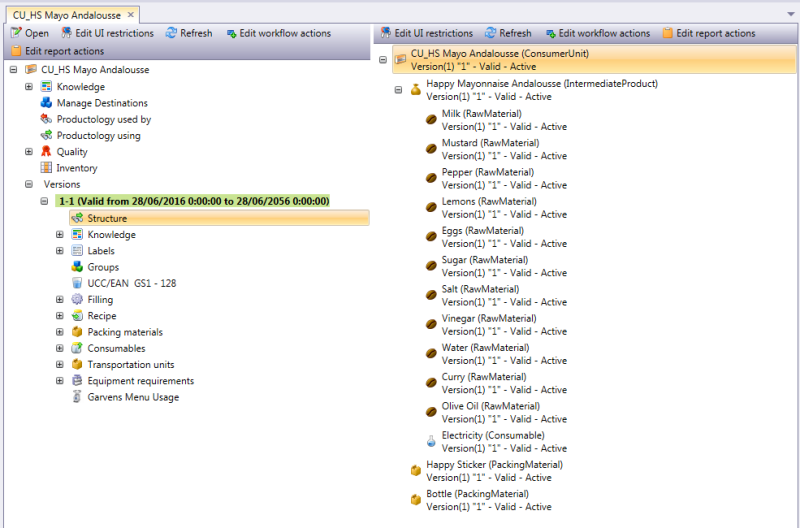 CU_HS Mayo Andalousse
Open Edit UI restrictions Refresh Edit workflow actions
Edit report actions
CU_HS Mayo Andalousse
Knowledge
Manage Destinations
Productology used by
Productology using
Quality
Inventory
Versions
1-1 (Valid from 28/06/2016 0:00:00 to 28/06/2056 0:00:00)
Structure
Knowledge
Labels
Groups
UCC/EAN GS1 - 128
Filling
Recipe
Packing materials
Consumables
Transportation units
Equipment requirements
Garvens Menu Usage
Edit UI restrictions Refresh Edit workflow actions Edit report actions
CU_HS Mayo Andalousse (ConsumerUnit)
Version(1) "1" - Valid - Active
Happy Mayonnaise Andalousse (IntermediateProduct)
Version(1) "1" - Valid - Active
Milk (RawMaterial)
Version(1) "1" - Valid - Active
Mustard (RawMaterial)
Version(1) "1" - Valid - Active
Pepper (RawMaterial)
Version(1) "1" - Valid - Active
Lemons (RawMaterial)
Version(1) "1" - Valid - Active
Eggs (RawMaterial)
Version(1) "1" - Valid - Active
Sugar (RawMaterial)
Version(1) "1" - Valid - Active
Salt (RawMaterial)
Version(1) "1" - Valid - Active
Vinegar (RawMaterial)
Version(1) "1" - Valid - Active
Water (RawMaterial)
Version(1) "1" - Valid - Active
Curry (RawMaterial)
Version(1) "1" - Valid - Active
Olive Oil (RawMaterial)
Version(1) "1" - Valid - Active
Electricity (Consumable)
Version(1) "1" - Valid - Active
Happy Sticker (PackingMaterial)
Version(1) "1" - Valid - Active
Bottle (PackingMaterial)
Version(1) "1" - Valid - Active